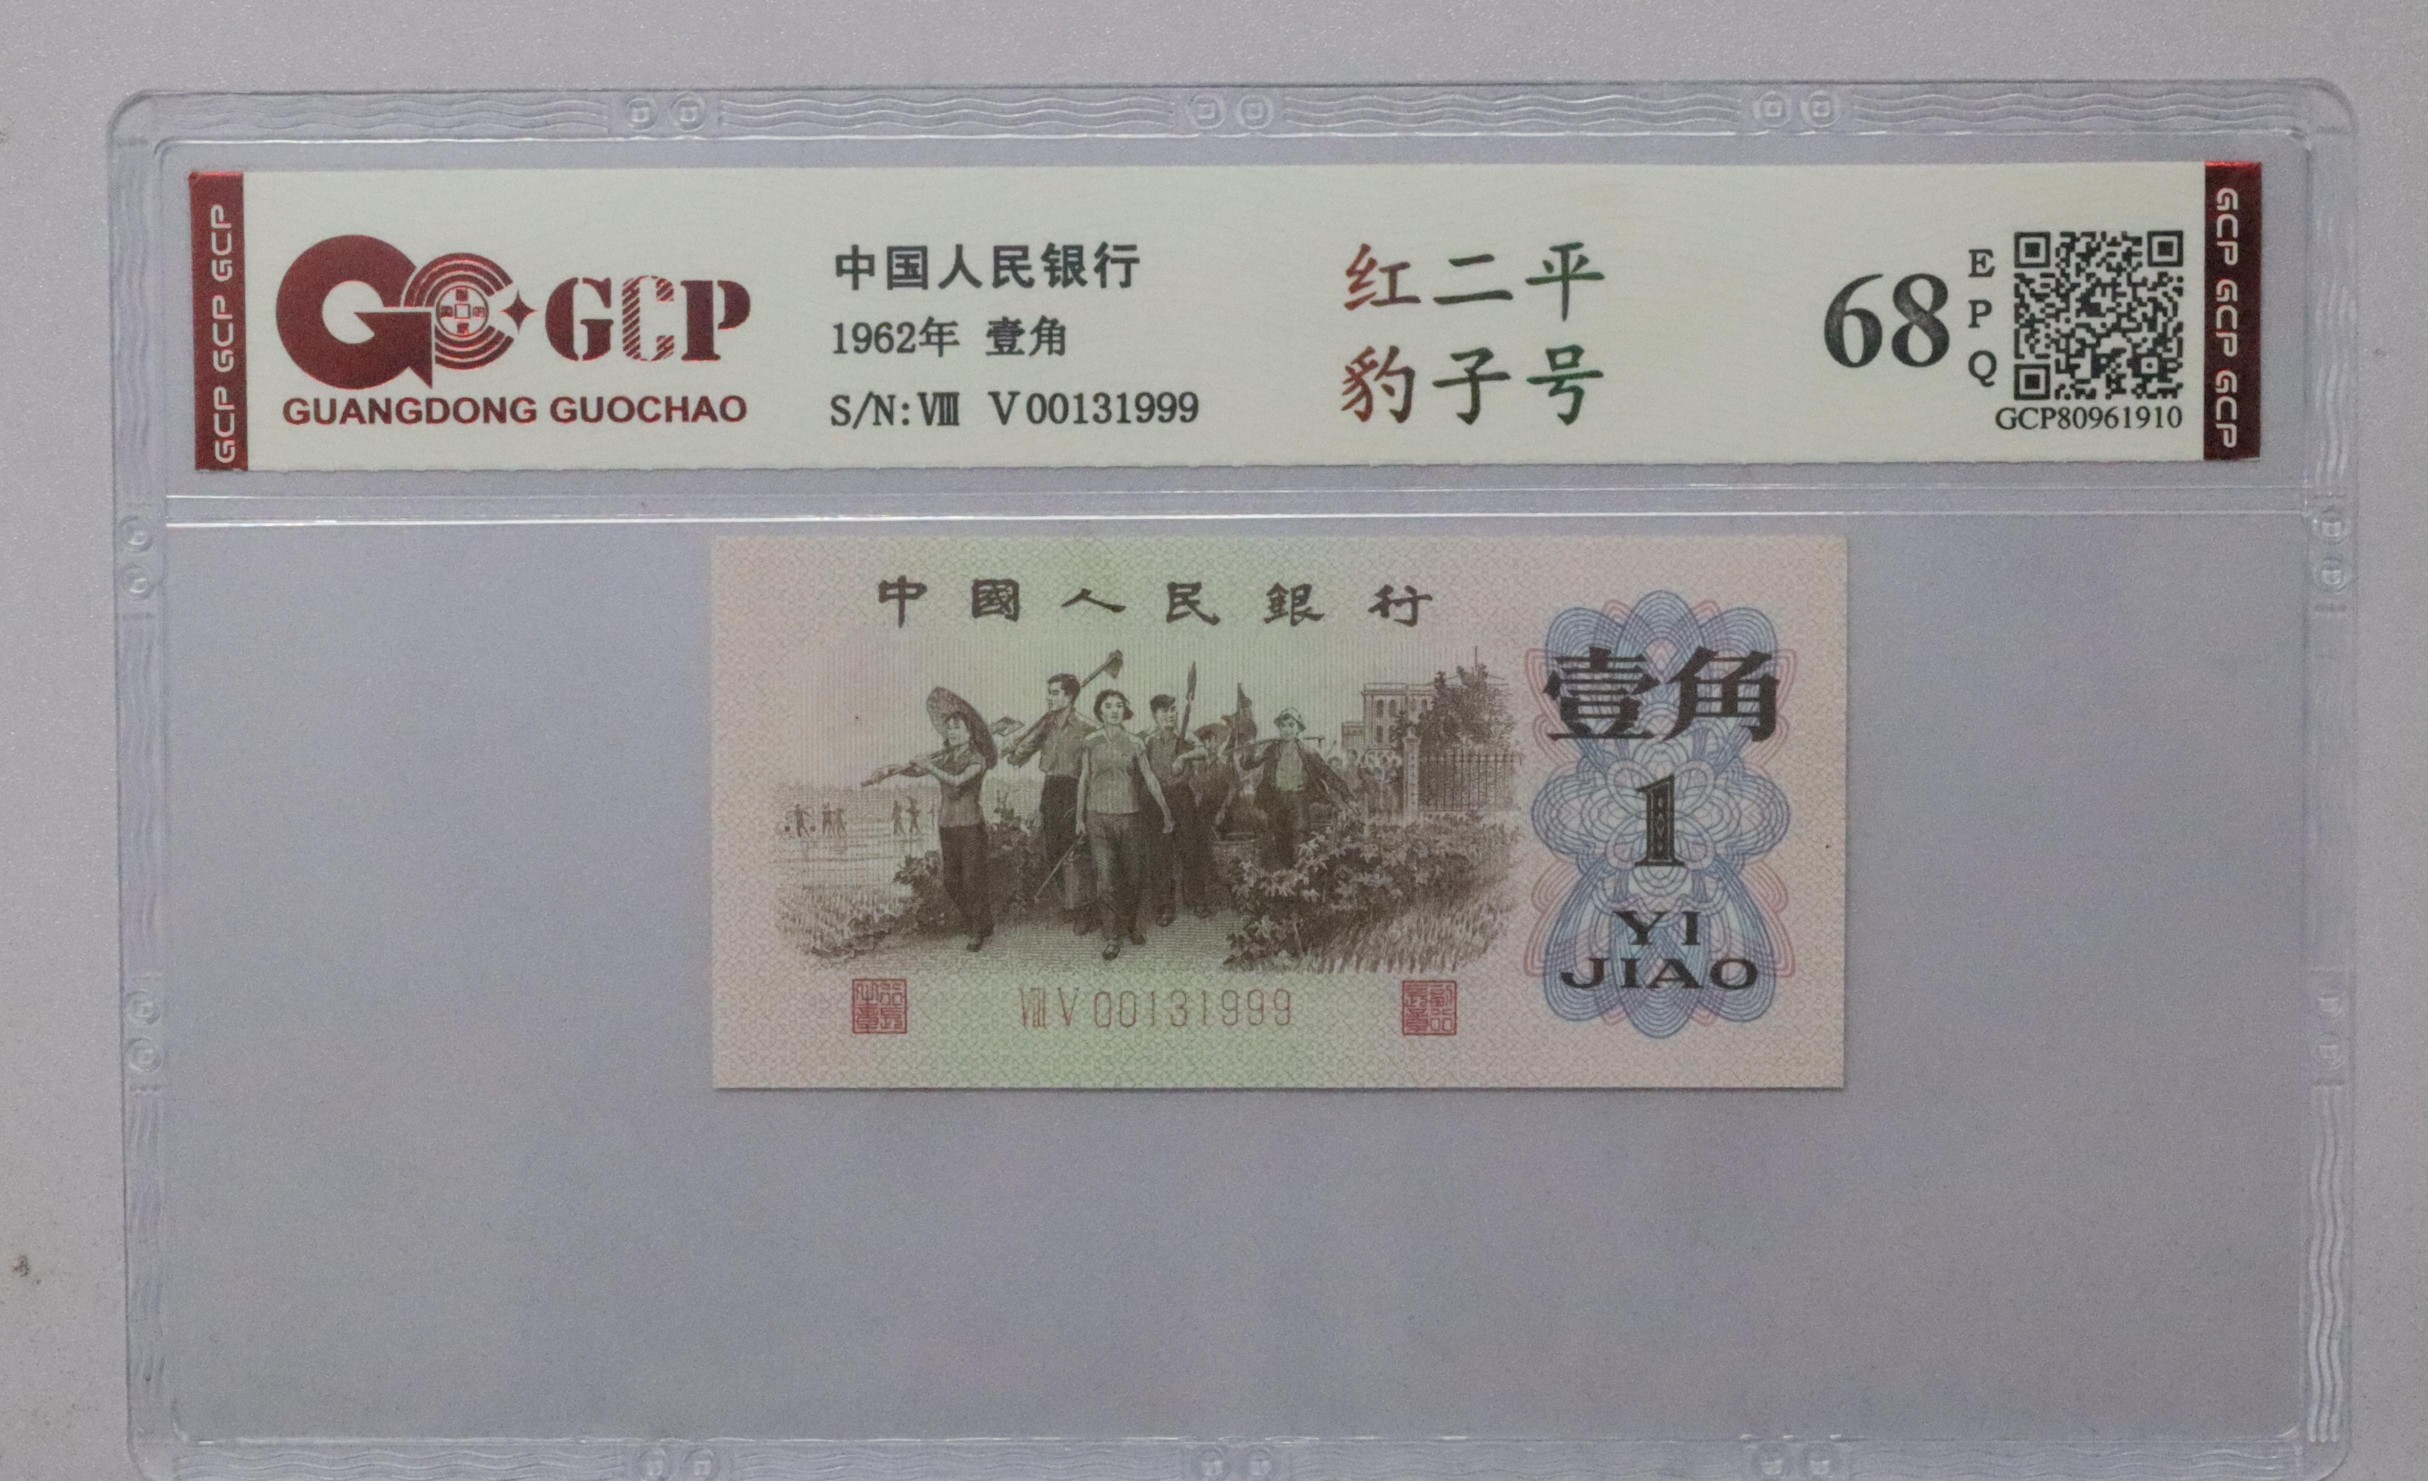 GCP GCP GCP
GCP
GUANGDONG GUOCHAO
中国人民银行
1962年 壹角
S/N: Ⅷ V 00131999
红二平
豹子号
68
EPQ
GCP80961910
GCP GCP GCP
中國人民銀行
壹角
1
YI
JIAO
Ⅷ V 00131999